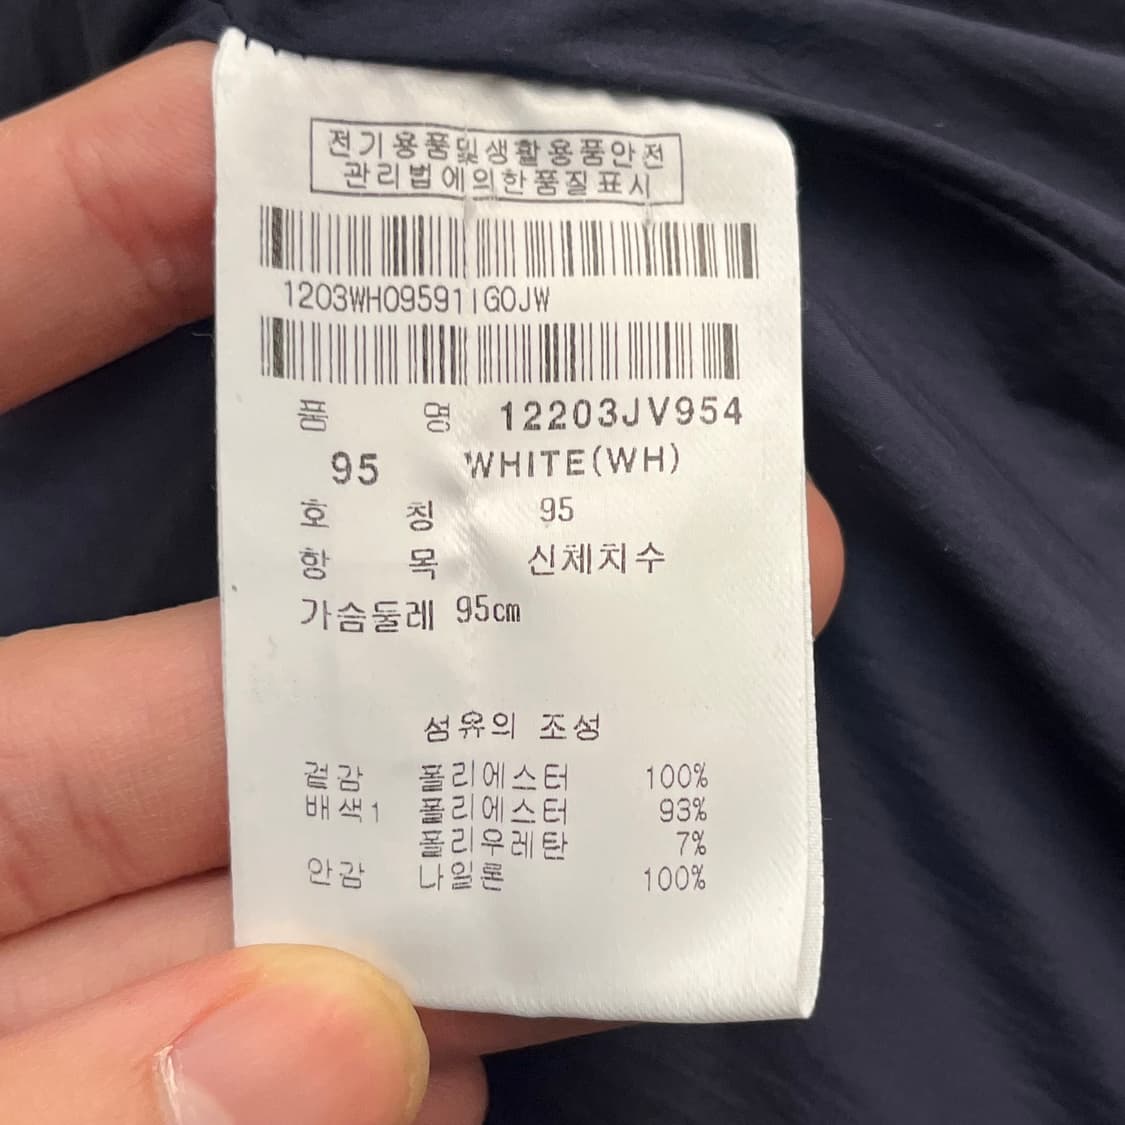 전기용품및생활용품안전
관리법에의한품질표시
1203WH09591IGOJW
품 명 12203JV954
95 WHITE(WH)
호 칭 95
항 목 신체치수
가슴둘레 95cm
섬유의 조성
겉감 폴리에스터 100%
배색1 폴리에스터 93%
폴리우레탄 7%
안감 나일론 100%